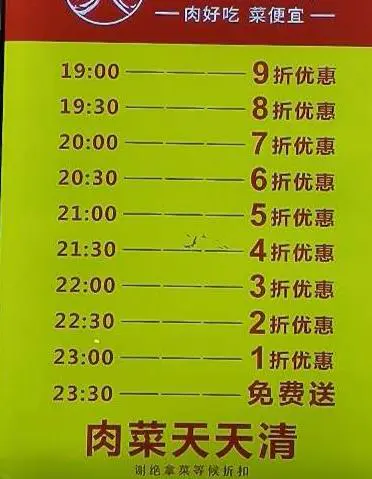 肉好吃 菜便宜
19:00 9折优惠
19:30 8折优惠
20:00 7折优惠
20:30 6折优惠
21:00 5折优惠
21:30 4折优惠
22:00 3折优惠
22:30 2折优惠
23:00 1折优惠
23:30 免费送
肉菜天天清
谢绝拿菜等候折扣